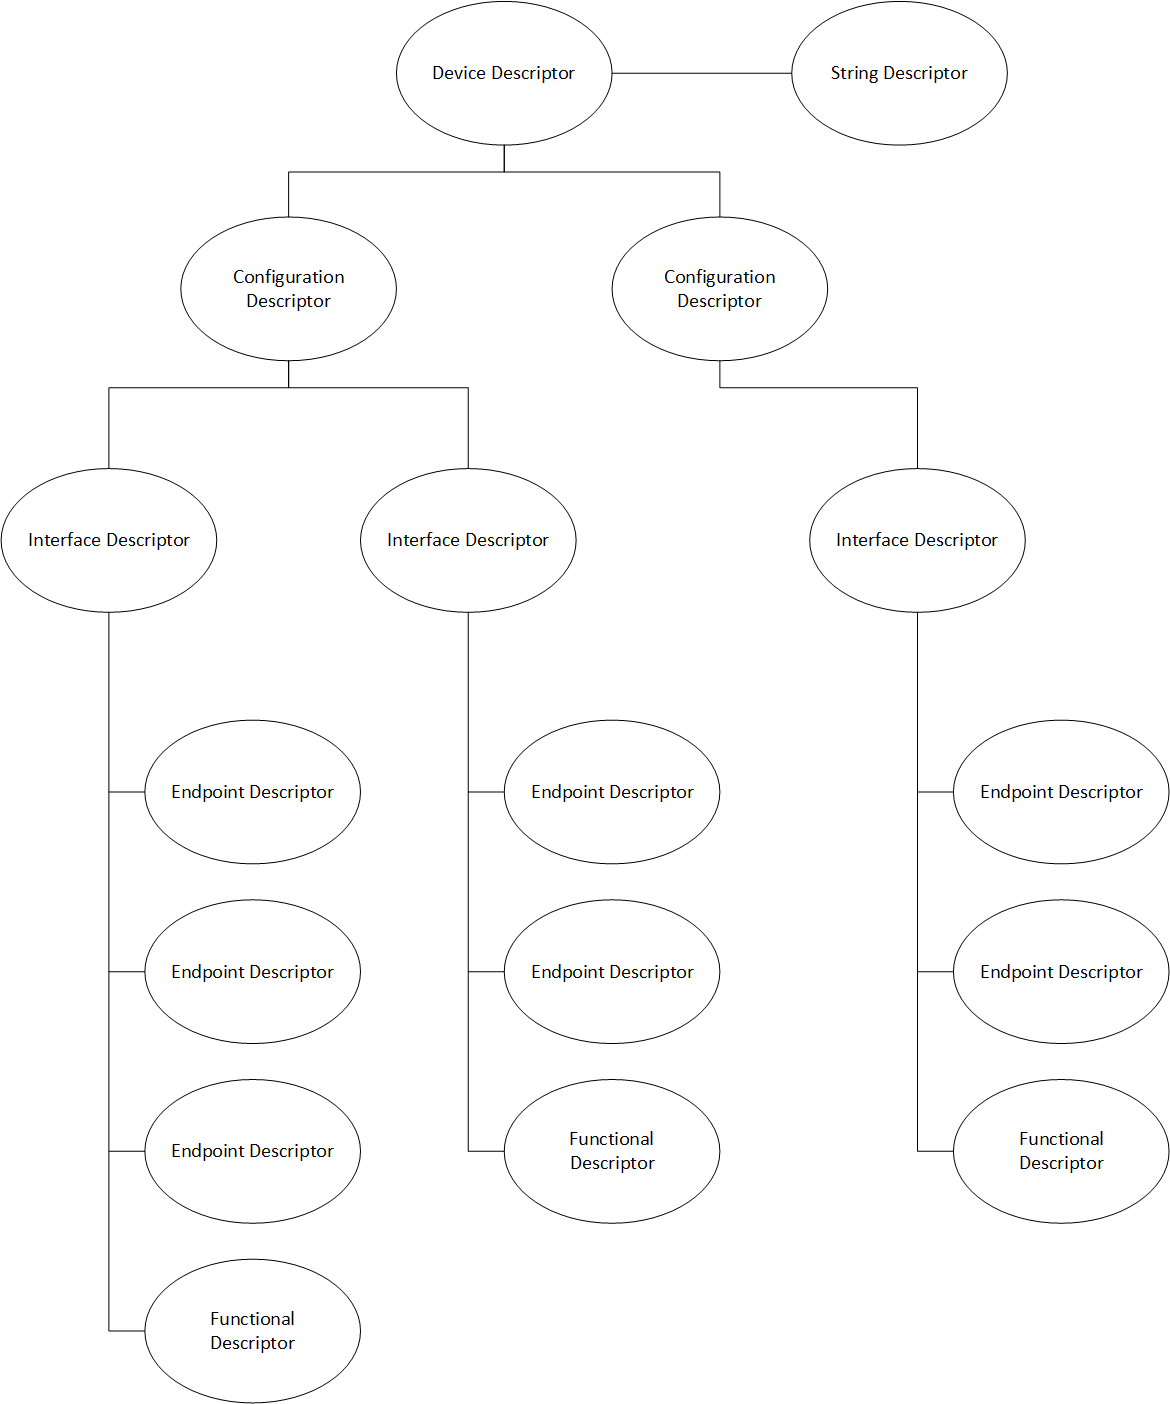 Device Descriptor
String Descriptor
Configuration
Descriptor
Configuration
Descriptor
Interface Descriptor
Interface Descriptor
Interface Descriptor
Endpoint Descriptor
Endpoint Descriptor
Endpoint Descriptor
Endpoint Descriptor
Endpoint Descriptor
Endpoint Descriptor
Endpoint Descriptor
Functional
Descriptor
Functional
Descriptor
Functional
Descriptor